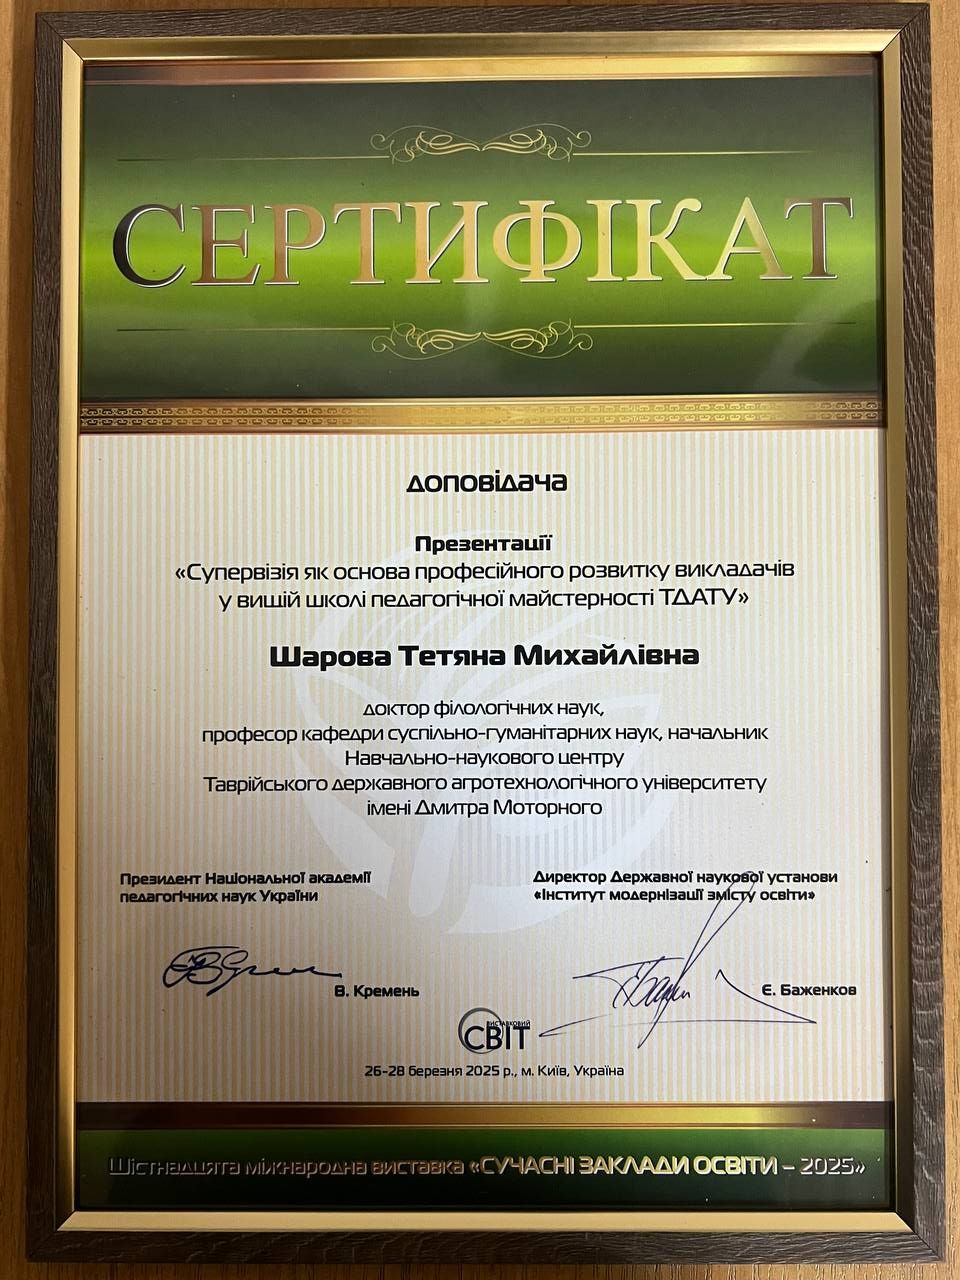 СЕРТИФІКАТ
доповідача
Презентації
«Супервізія як основа професійного розвитку викладачів
у вищій школі педагогічної майстерності ТДАТУ»
Шарова Тетяна Михайлівна
доктор філологічних наук,
професор кафедри суспільно-гуманітарних наук, начальник
Навчально-наукового центру
Таврійського державного агротехнологічного університету
імені Дмитра Моторного
Президент Національної академії
педагогічних наук України
Директор Державної наукової установи
«Інститут модернізації змісту освіти»
В. Кремень
Є. Баженков
ВИСТАВКОВИЙ
СВІТ
26-28 березня 2025 р., м. Київ, Україна
Шістнадцята міжнародна виставка «СУЧАСНІ ЗАКЛАДИ ОСВІТИ – 2025»